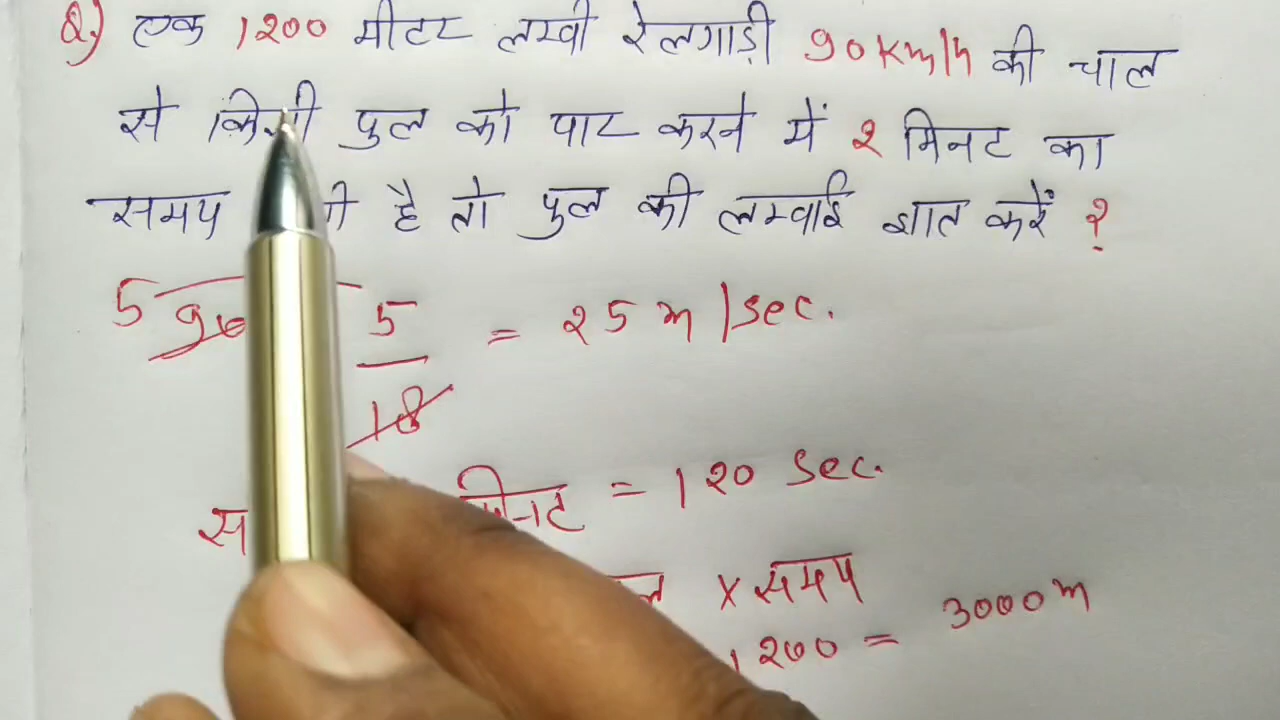 Q.) एक 1200 मीटर लम्बी रेलगाड़ी 90 Km/h की चाल
से किसी पुल को पार करने में 2 मिनट का
समय है तो पुल की लम्बाई ज्ञात करें ?
5 90 5 = 25 m/sec.
18
= 120 Sec.
× समय
1200 = 3000 m